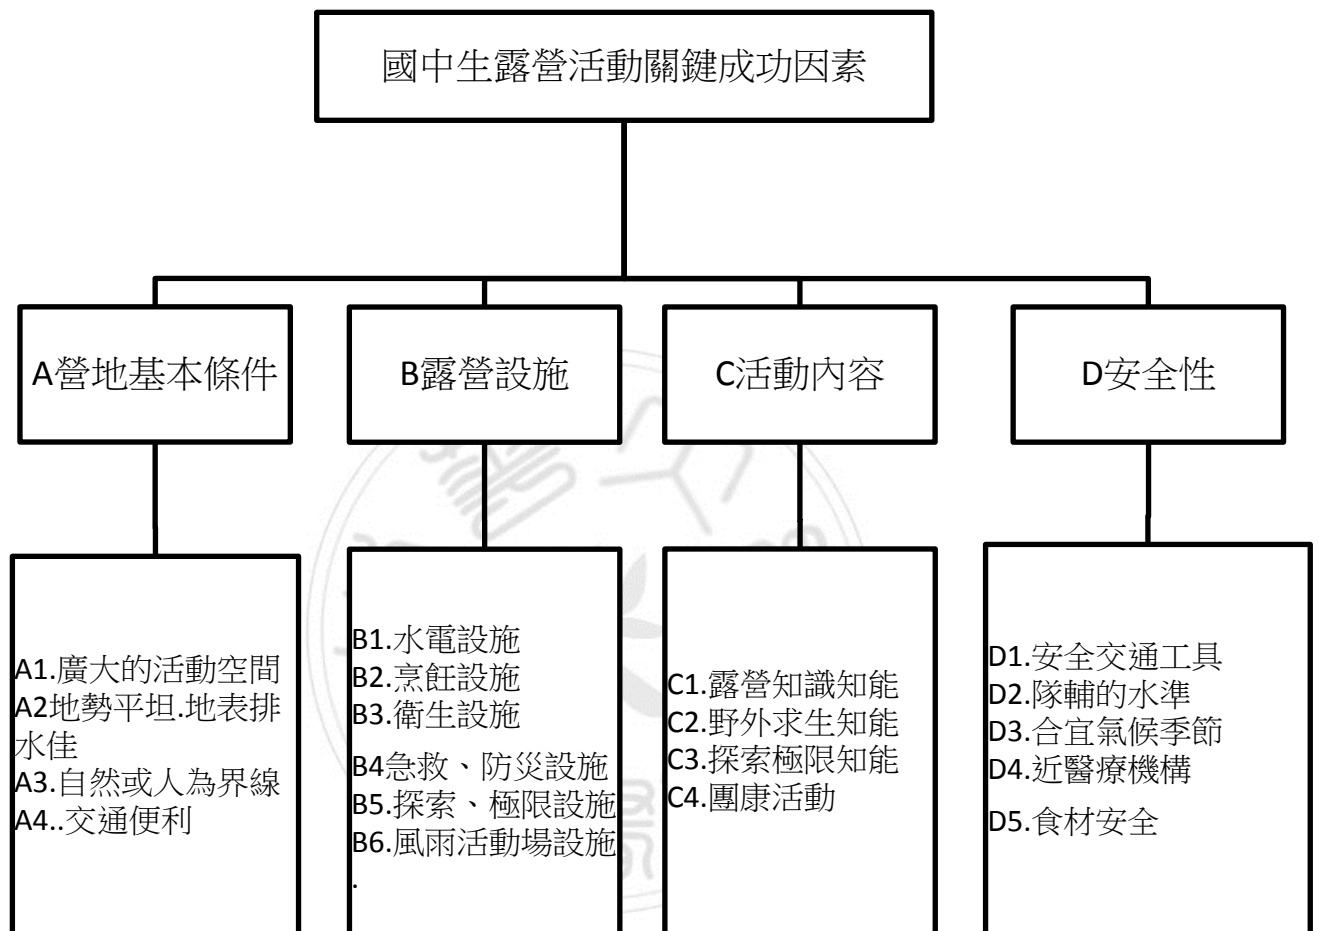 國中生露營活動關鍵成功因素
A營地基本條件
B露營設施
C活動內容
D安全性
A1.廣大的活動空間
A2地勢平坦.地表排
水佳
A3.自然或人為界線
A4..交通便利
B1.水電設施
B2.烹飪設施
B3.衛生設施
B4急救、防災設施
B5.探索、極限設施
B6.風雨活動場設施
.
C1.露營知識知能
C2.野外求生知能
C3.探索極限知能
C4.團康活動
D1.安全交通工具
D2.隊輔的水準
D3.合宜氣候季節
D4.近醫療機構
D5.食材安全